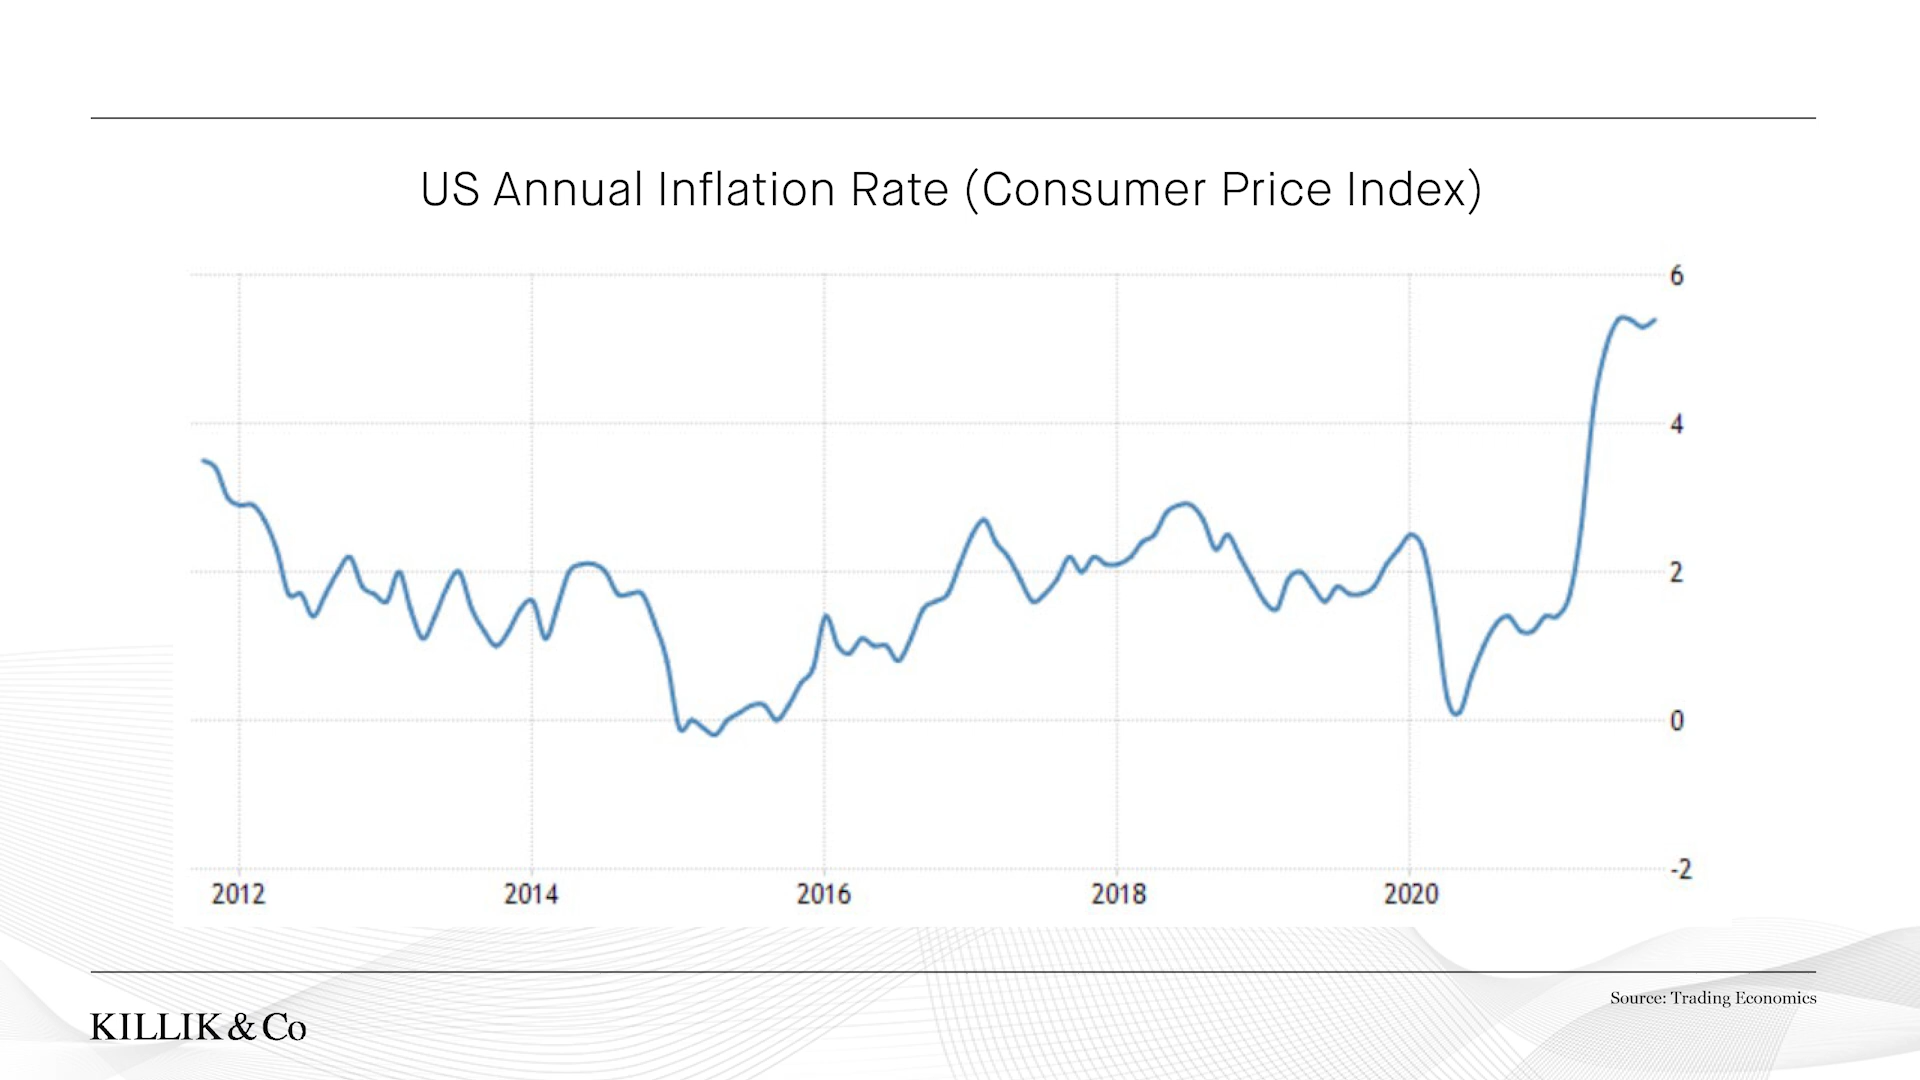 US Annual Inflation Rate (Consumer Price Index)
6
4
2
0
-2
2012 2014 2016 2018 2020
Source: Trading Economics
KILLIK & Co